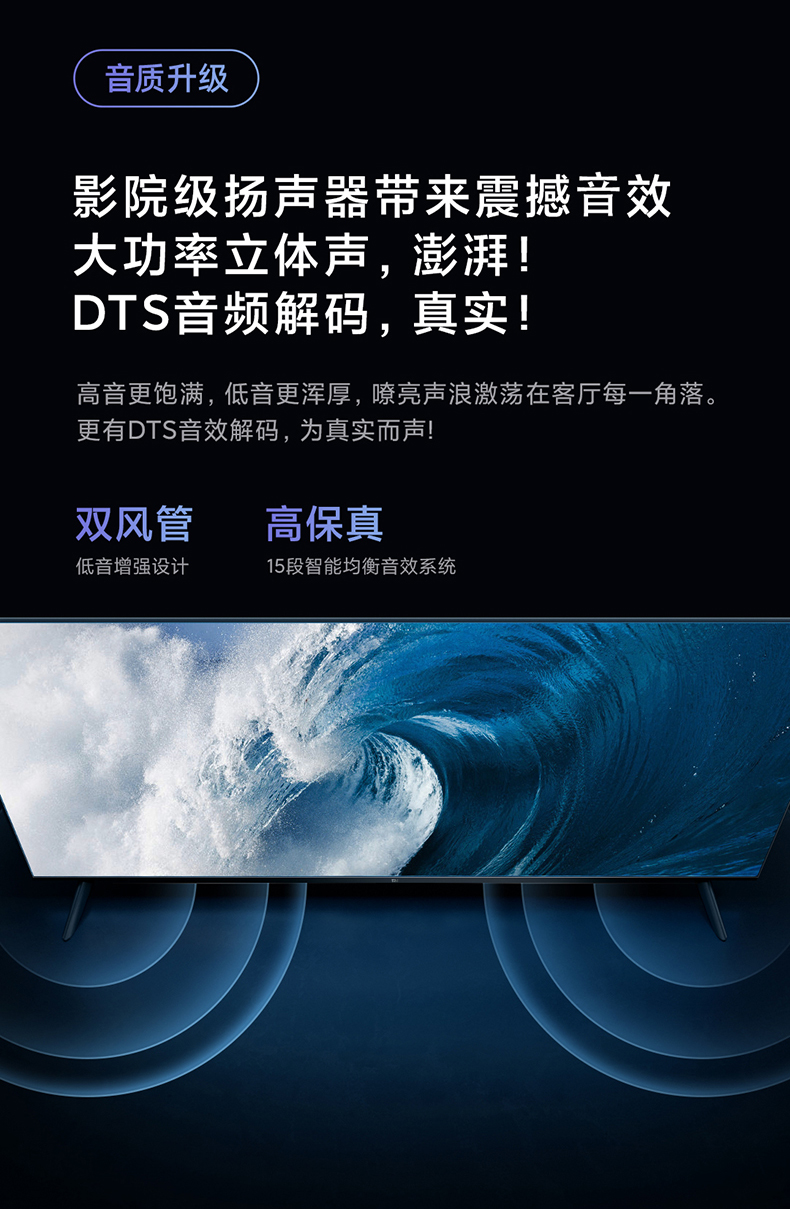 音质升级
影院级扬声器带来震撼音效
大功率立体声，澎湃！
DTS音频解码，真实！
高音更饱满，低音更浑厚，嘹亮声浪激荡在客厅每一角落。
更有DTS音效解码，为真实而声！
双风管 高保真
低音增强设计 15段智能均衡音效系统